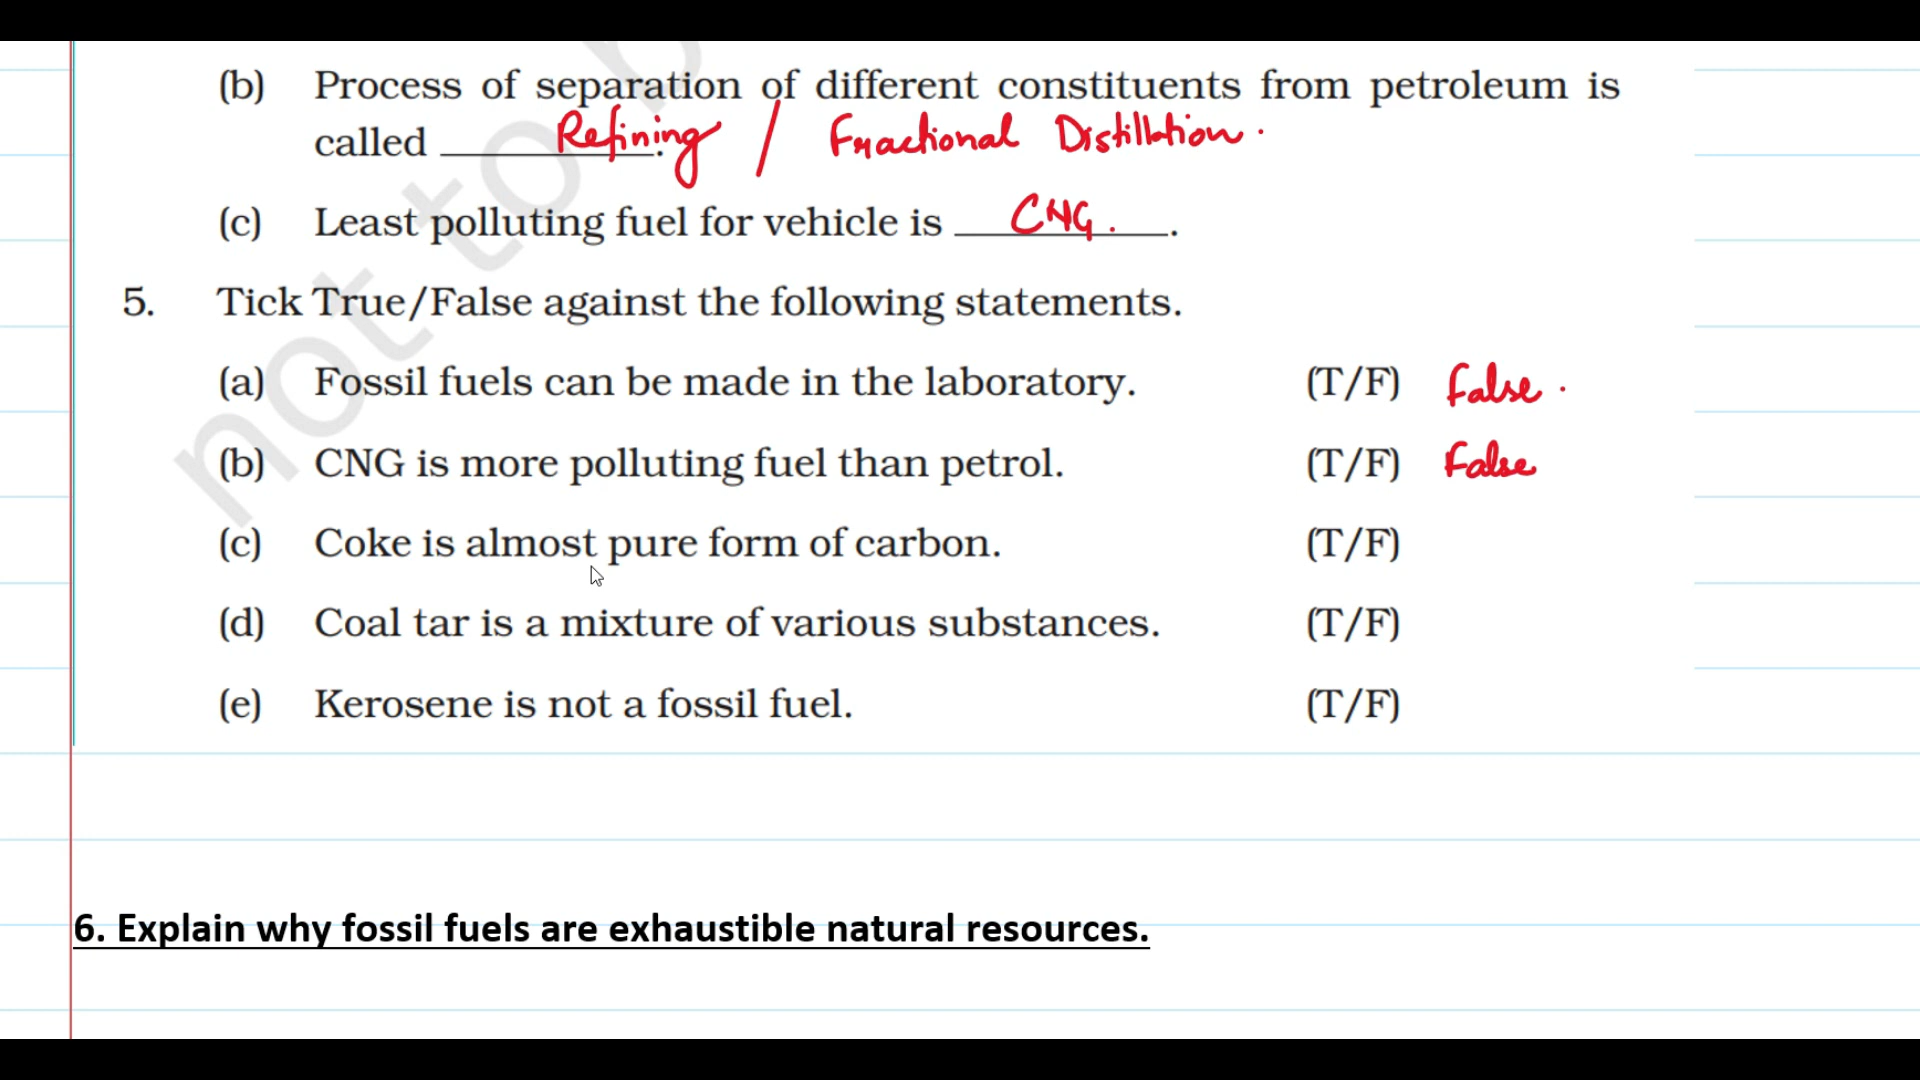 (b) Process of separation of different constituents from petroleum is
called ________. Refining / Fractional Distillation.
(c) Least polluting fuel for vehicle is CNG.
5. Tick True/False against the following statements.
(a) Fossil fuels can be made in the laboratory. (T/F) False.
(b) CNG is more polluting fuel than petrol. (T/F) False
(c) Coke is almost pure form of carbon. (T/F)
(d) Coal tar is a mixture of various substances. (T/F)
(e) Kerosene is not a fossil fuel. (T/F)
not to b
6. Explain why fossil fuels are exhaustible natural resources.